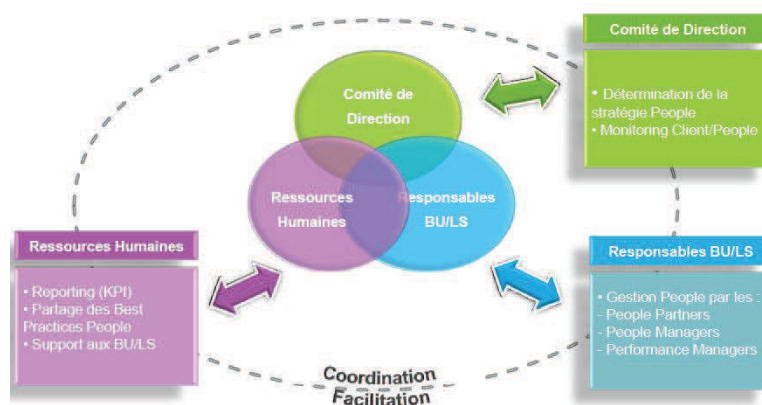 Comité de Direction
• Détermination de la
stratégie People
• Monitoring Client/People
Comité de
Direction
Ressources
Humaines
Responsables
BU/LS
Ressources Humaines
• Reporting (KPI)
• Partage des Best
Practices People
• Support aux BU/LS
Responsables BU/LS
• Gestion People par les :
- People Partners
- People Managers
- Performance Managers
Coordination
Facilitation